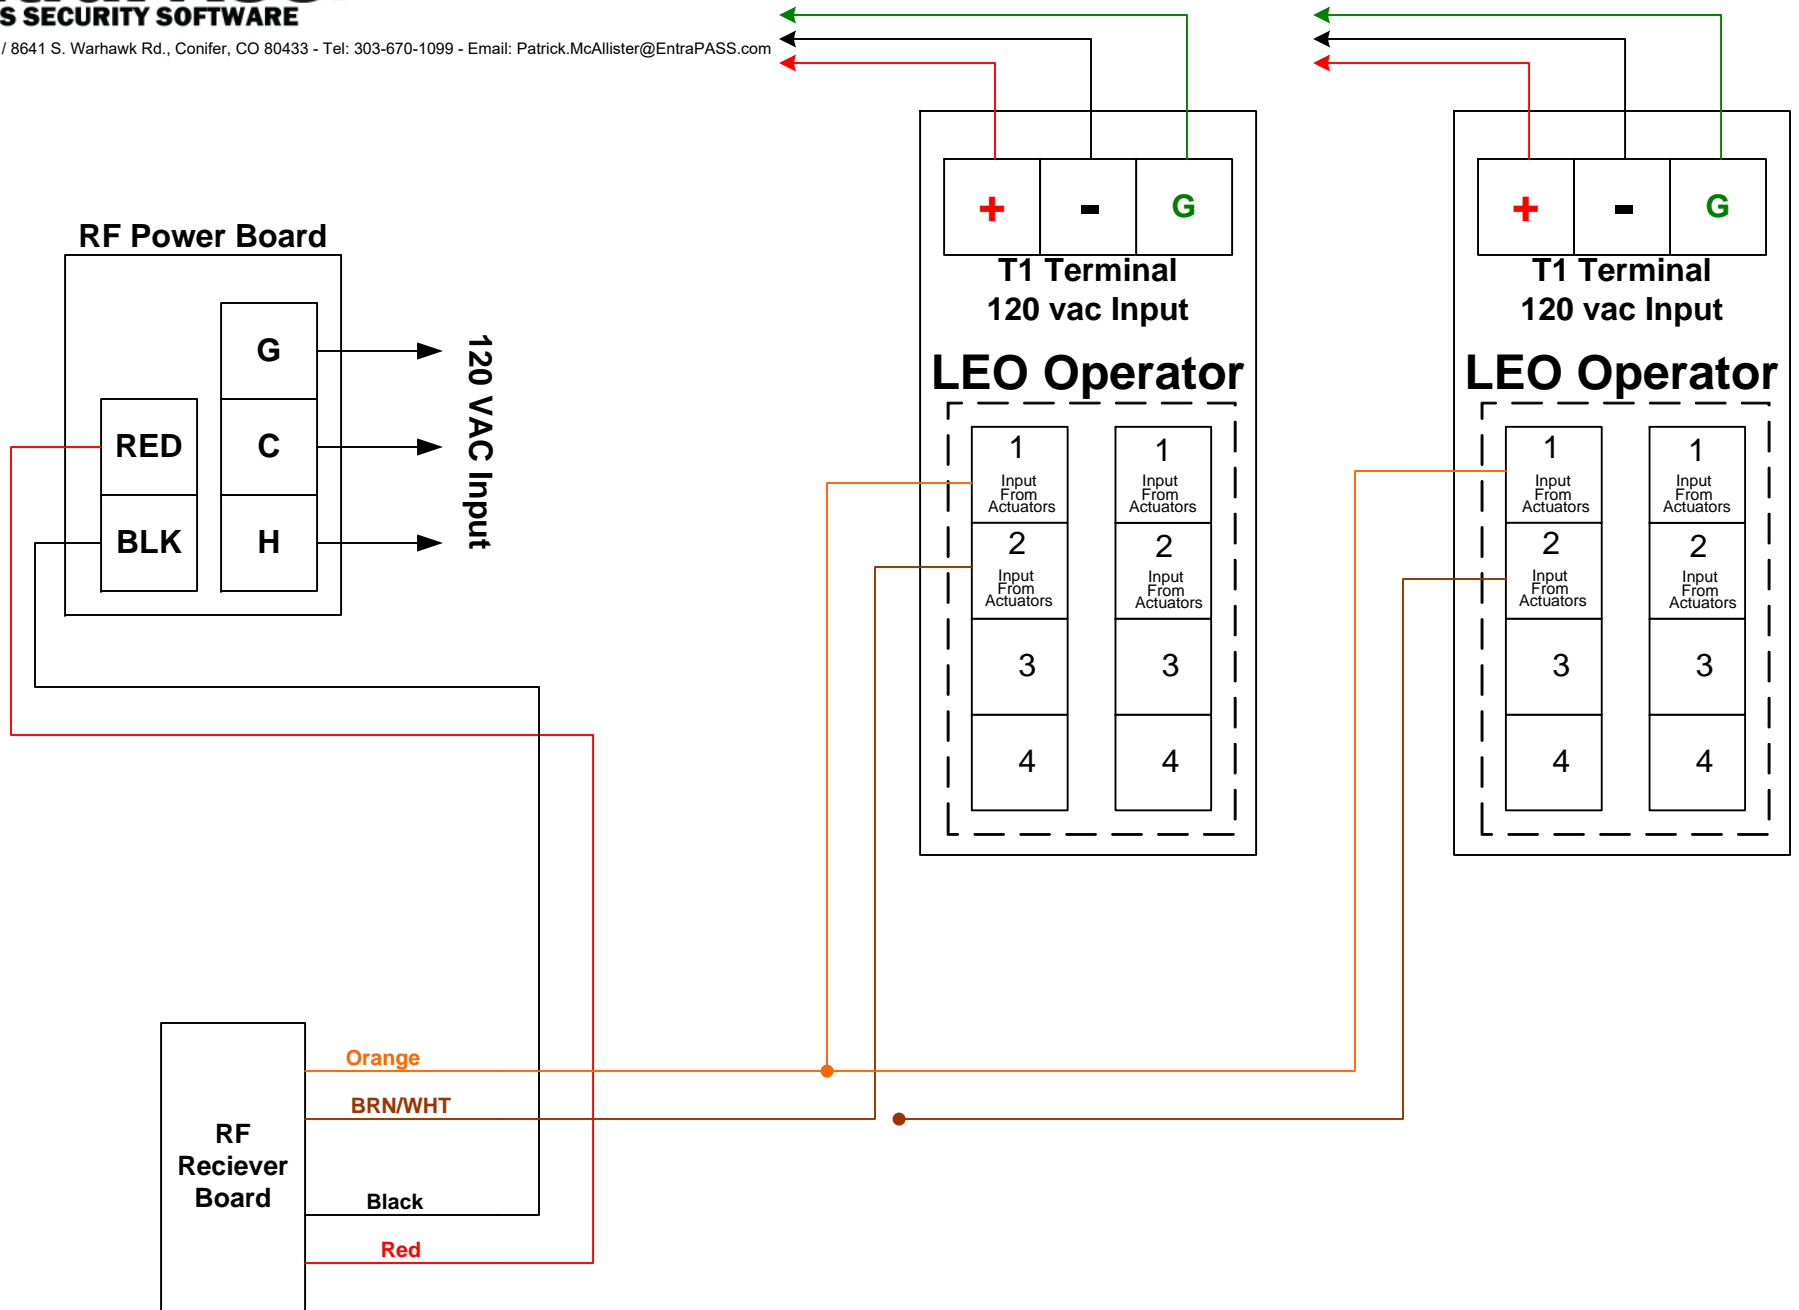 S SECURITY SOFTWARE
/ 8641 S. Warhawk Rd., Conifer, CO 80433 - Tel: 303-670-1099 - Email: Patrick.McAllister@EntraPASS.com
RF Power Board
G
C
H
RED
BLK
120 VAC Input
+
-
G
T1 Terminal
120 vac Input
LEO Operator
1
Input
From
Actuators
2
Input
From
Actuators
3
4
1
Input
From
Actuators
2
Input
From
Actuators
3
4
+
-
G
T1 Terminal
120 vac Input
LEO Operator
1
Input
From
Actuators
2
Input
From
Actuators
3
4
1
Input
From
Actuators
2
Input
From
Actuators
3
4
RF
Reciever
Board
Orange
BRN/WHT
Black
Red